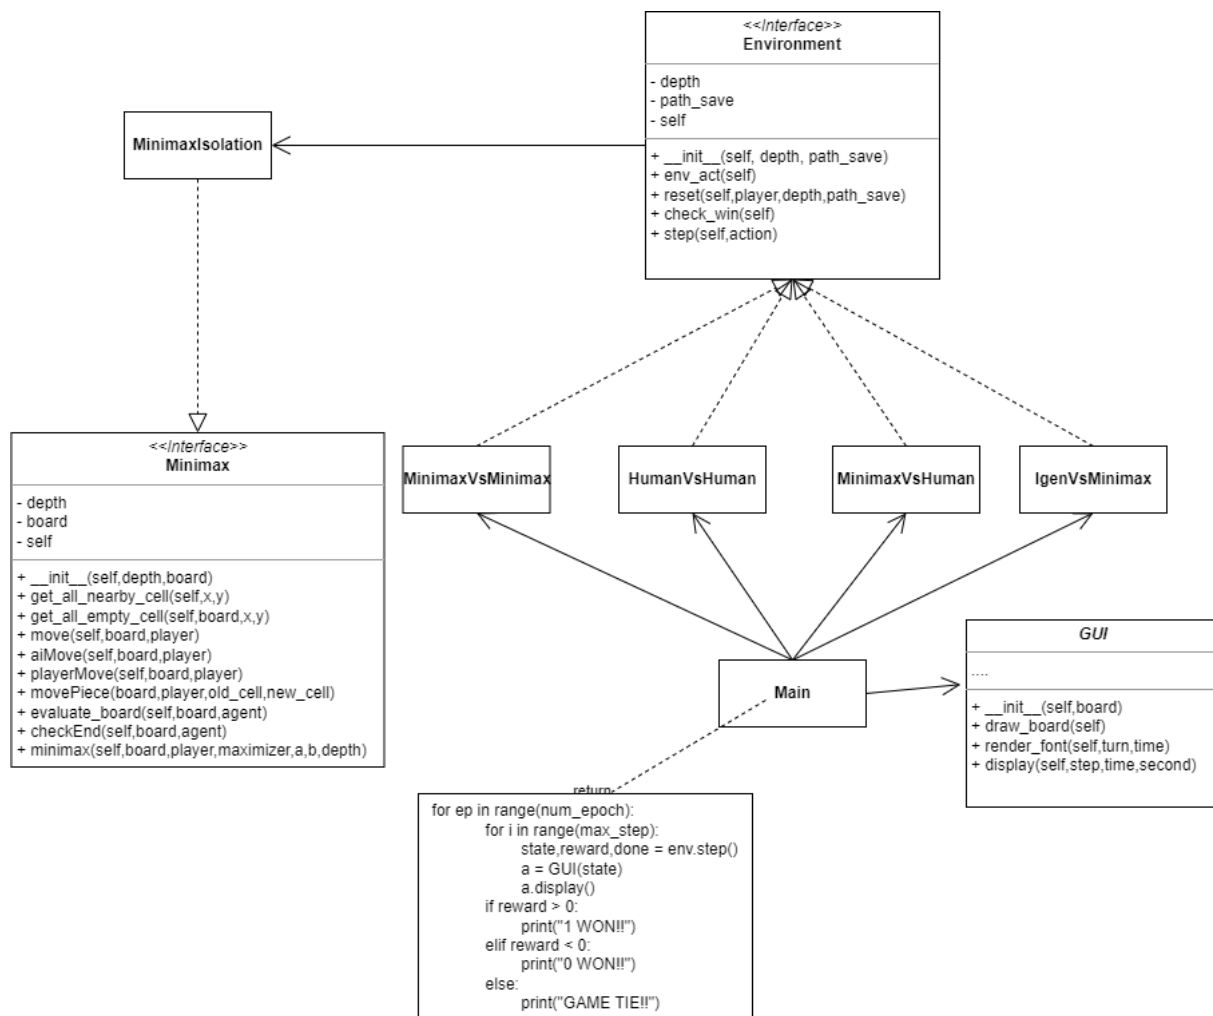 <<Interface>>
Environment
- depth
- path_save
- self
+ __init__(self, depth, path_save)
+ env_act(self)
+ reset(self,player,depth,path_save)
+ check_win(self)
+ step(self,action)
MinimaxIsolation
<<Interface>>
Minimax
- depth
- board
- self
+ __init__(self,depth,board)
+ get_all_nearby_cell(self,x,y)
+ get_all_empty_cell(self,board,x,y)
+ move(self,board,player)
+ aiMove(self,board,player)
+ playerMove(self,board,player)
+ movePiece(board,player,old_cell,new_cell)
+ evaluate_board(self,board,agent)
+ checkEnd(self,board,agent)
+ minimax(self,board,player,maximizer,a,b,depth)
MinimaxVsMinimax
HumanVsHuman
MinimaxVsHuman
IgenVsMinimax
Main
GUI
....
+ __init__(self,board)
+ draw_board(self)
+ render_font(self,turn,time)
+ display(self,step,time,second)
return
for ep in range(num_epoch):
for i in range(max_step):
state,reward,done = env.step()
a = GUI(state)
a.display()
if reward > 0:
print("1 WON!!")
elif reward < 0:
print("0 WON!!")
else:
print("GAME TIE!!")